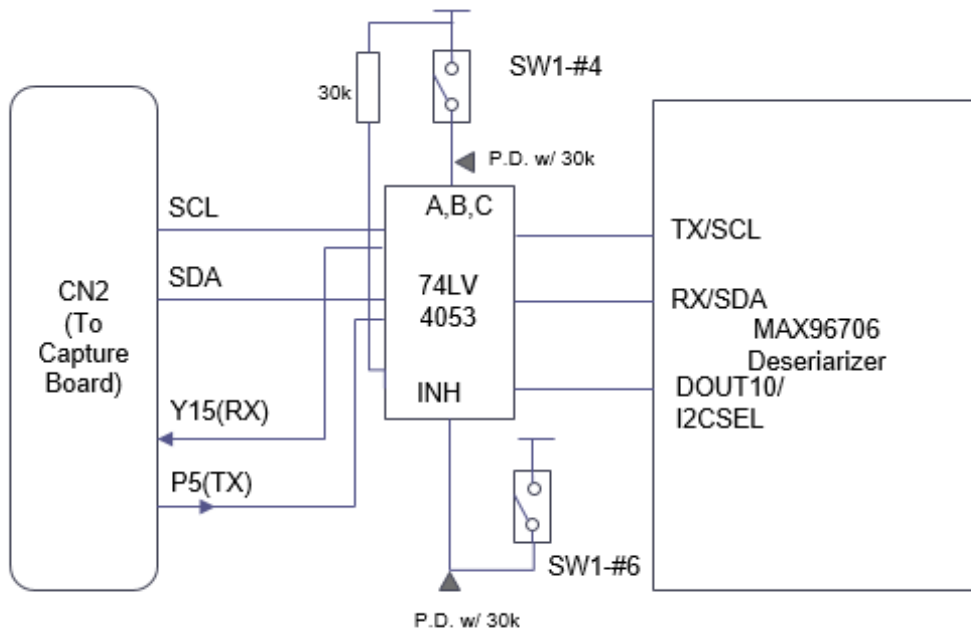 30k
SW1-#4
P.D. w/ 30k
A,B,C
SCL
TX/SCL
SDA
74LV
4053
RX/SDA
CN2
(To
Capture
Board)
MAX96706
Deseriarizer
INH
DOUT10/
I2CSEL
Y15(RX)
P5(TX)
SW1-#6
P.D. w/ 30k